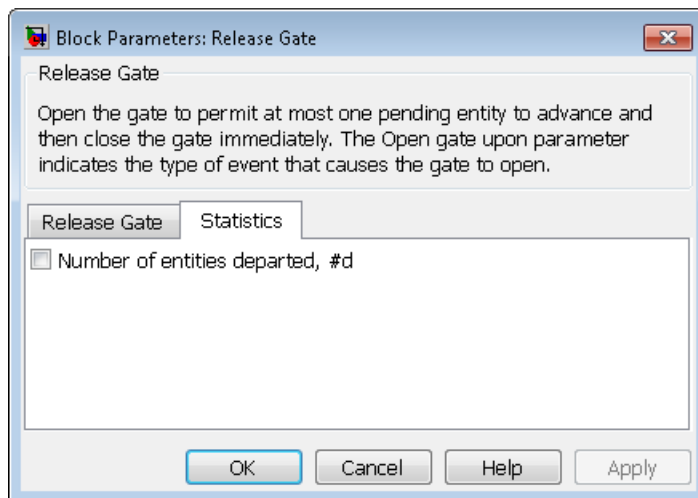 Block Parameters: Release Gate
Release Gate
Open the gate to permit at most one pending entity to advance and
then close the gate immediately. The Open gate upon parameter
indicates the type of event that causes the gate to open.
Release Gate Statistics
Number of entities departed, #d
OK Cancel Help Apply